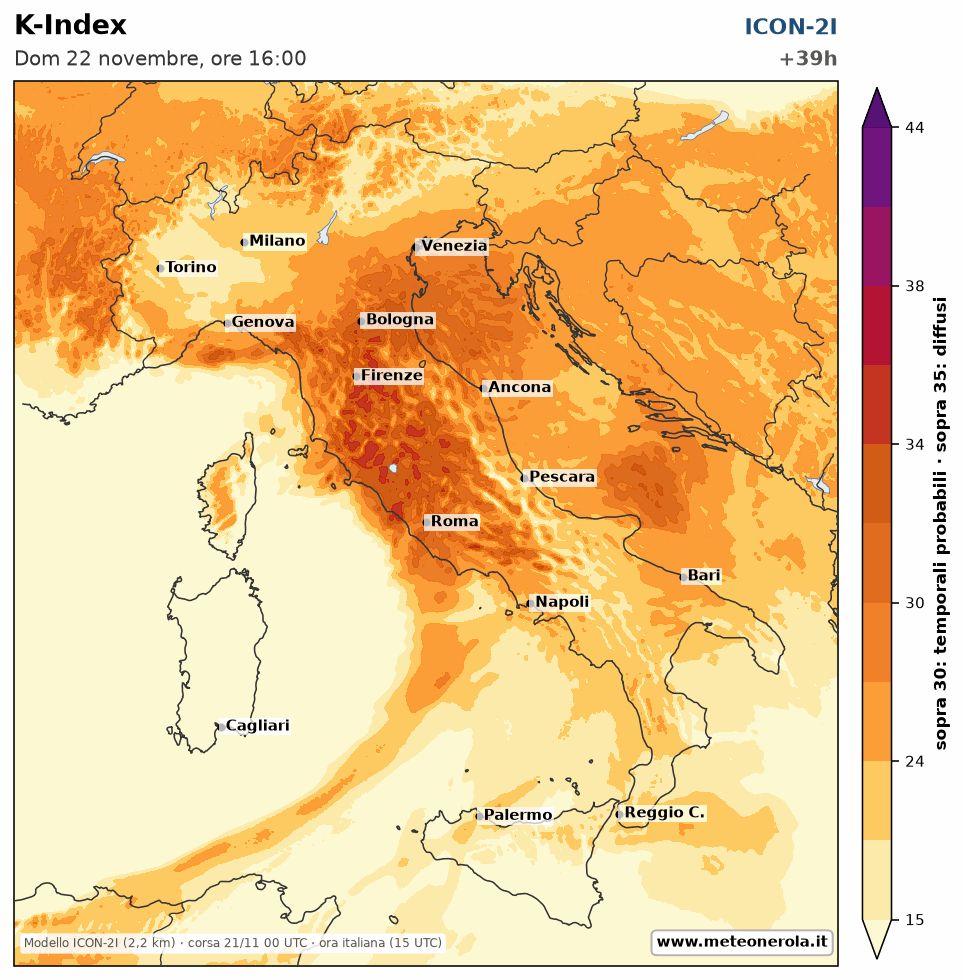 K-Index
ICON-2I
Dom 22 novembre, ore 16:00
+39h
Milano
Venezia
Torino
Genova
Bologna
Firenze
Ancona
Pescara
Roma
Bari
Napoli
Cagliari
Palermo
Reggio C.
44
38
34
30
24
15
sopra 30: temporali probabili · sopra 35: diffusi
Modello ICON-2I (2,2 km) · corsa 21/11 00 UTC · ora italiana (15 UTC)
www.meteonerola.it